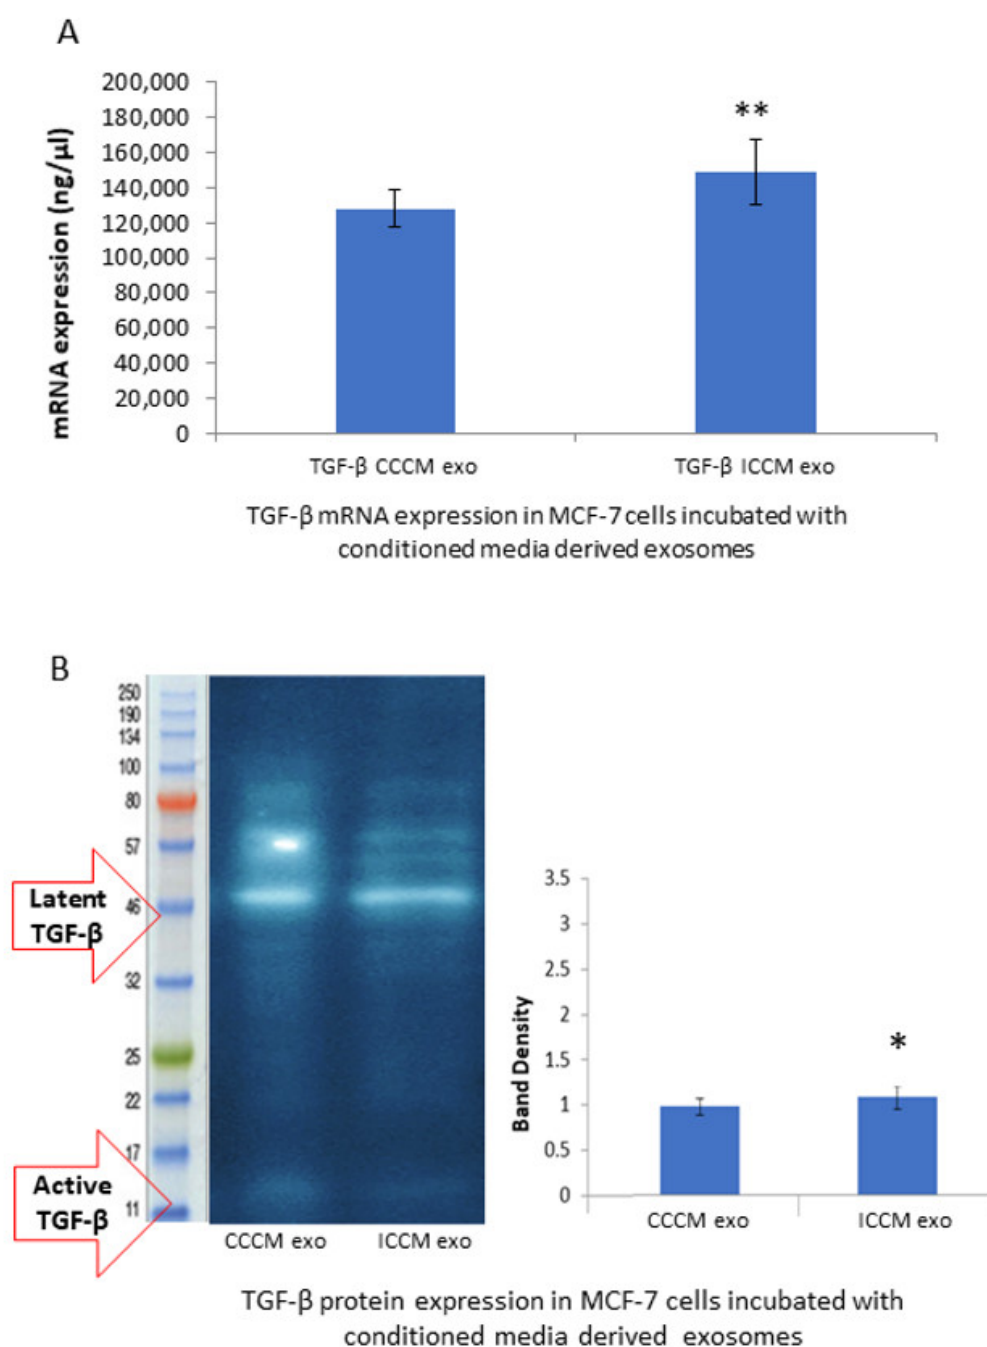 A
200,000
180,000
160,000
140,000
120,000
100,000
80,000
60,000
40,000
20,000
0
mRNA expression (ng/µl)
**
TGF-β CCCM exo
TGF-β ICCM exo
TGF-β mRNA expression in MCF-7 cells incubated with
conditioned media derived exosomes
B
250
190
134
100
80
57
46
32
25
22
17
11
Latent
TGF-β
Active
TGF-β
CCCM exo
ICCM exo
3.5
3
2.5
2
1.5
1
0.5
0
Band Density
*
CCCM exo
ICCM exo
TGF-β protein expression in MCF-7 cells incubated with
conditioned media derived exosomes